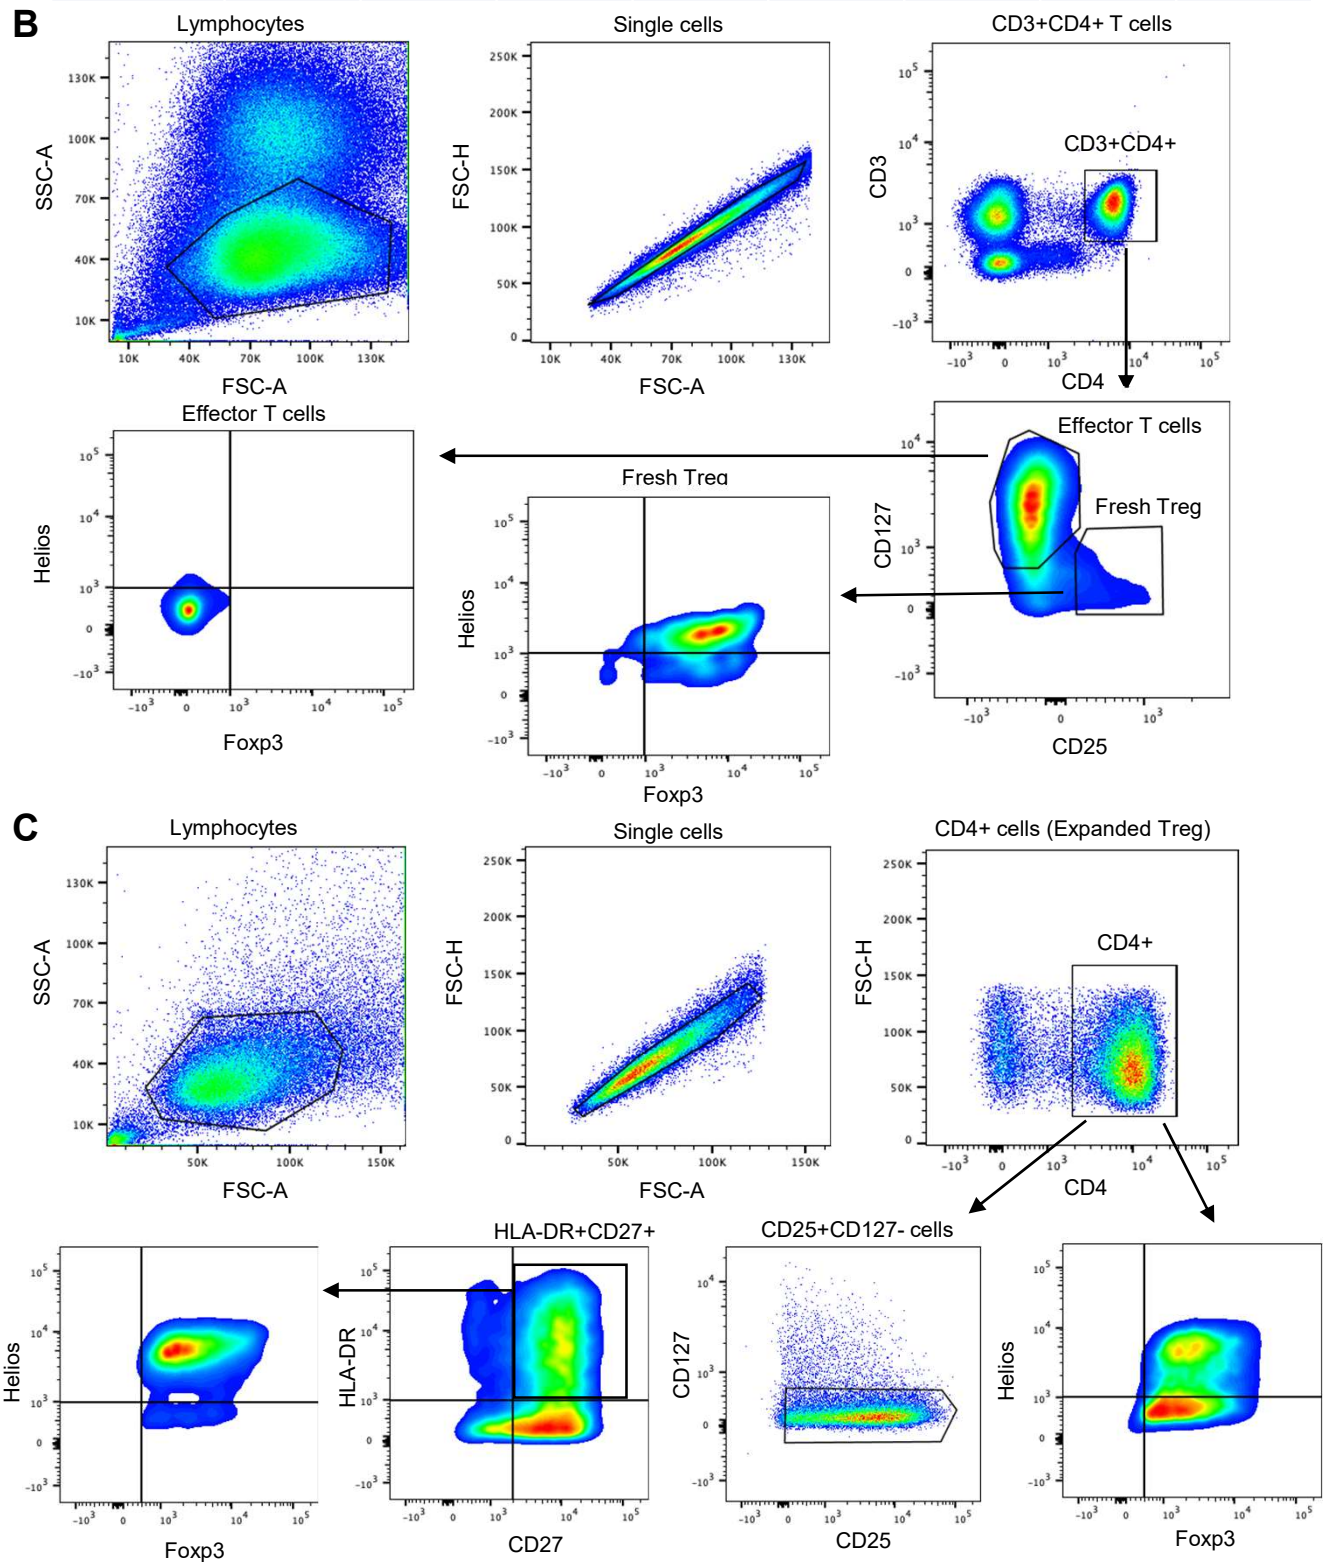 B
Lymphocytes
Single cells
CD3+CD4+ T cells
SSC-A
130K
100K
70K
40K
10K
10K 40K 70K 100K 130K
FSC-A
FSC-H
250K
200K
150K
100K
50K
0
10K 40K 70K 100K 130K
FSC-A
CD3
10^5
10^4
10^3
0
-10^3
CD3+CD4+
-10^3 0 10^3 10^4 10^5
CD4
Effector T cells
Helios
10^5
10^4
10^3
0
-10^3
-10^3 0 10^3 10^4 10^5
Foxp3
Fresh Treg
Helios
10^5
10^4
10^3
0
-10^3
-10^3 0 10^3 10^4 10^5
Foxp3
CD127
10^4
10^3
0
-10^3
Effector T cells
Fresh Treg
-10^3 0 10^3
CD25
C
Lymphocytes
Single cells
CD4+ cells (Expanded Treg)
SSC-A
130K
100K
70K
40K
10K
50K 100K 150K
FSC-A
FSC-H
250K
200K
150K
100K
50K
0
50K 100K 150K
FSC-A
FSC-H
250K
200K
150K
100K
50K
0
CD4+
-10^3 0 10^3 10^4 10^5
CD4
Helios
10^5
10^4
10^3
0
-10^3
-10^3 0 10^3 10^4 10^5
Foxp3
HLA-DR+CD27+
HLA-DR
10^5
10^4
10^3
0
-10^3
-10^3 0 10^3 10^4 10^5
CD27
CD25+CD127- cells
CD127
10^4
10^3
0
-10^3
-10^3 0 10^3 10^4 10^5
CD25
Helios
10^5
10^4
10^3
0
-10^3
-10^3 0 10^3 10^4 10^5
Foxp3